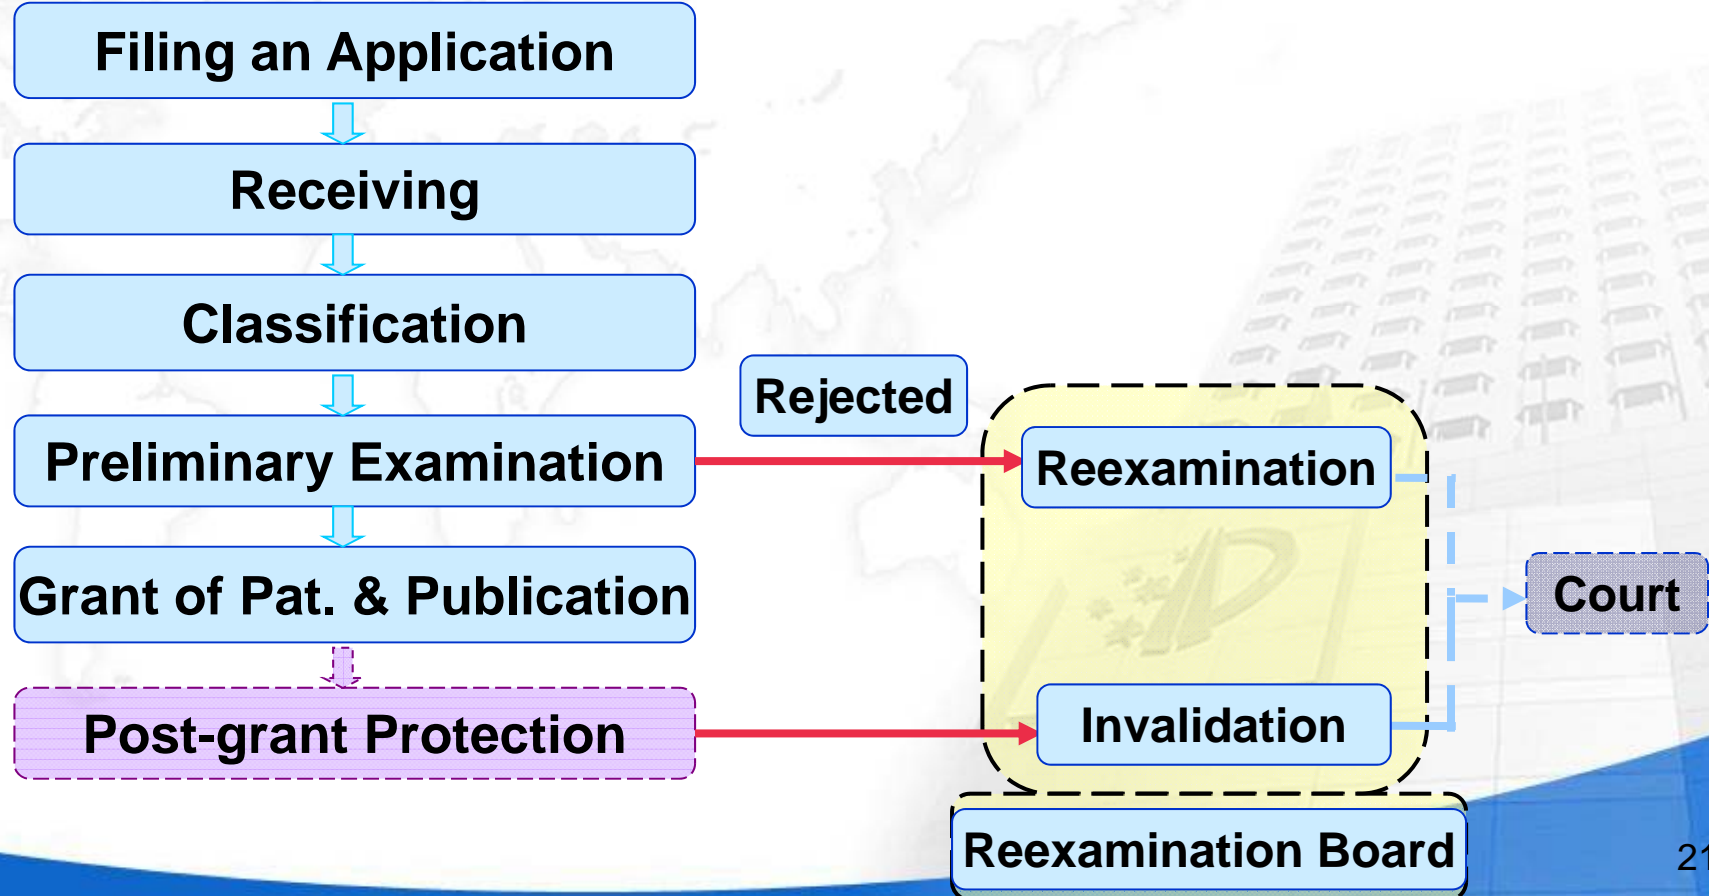 Filing an Application
Receiving
Classification
Rejected
Preliminary Examination
Reexamination
Grant of Pat. & Publication
Court
Post-grant Protection
Invalidation
Reexamination Board
21